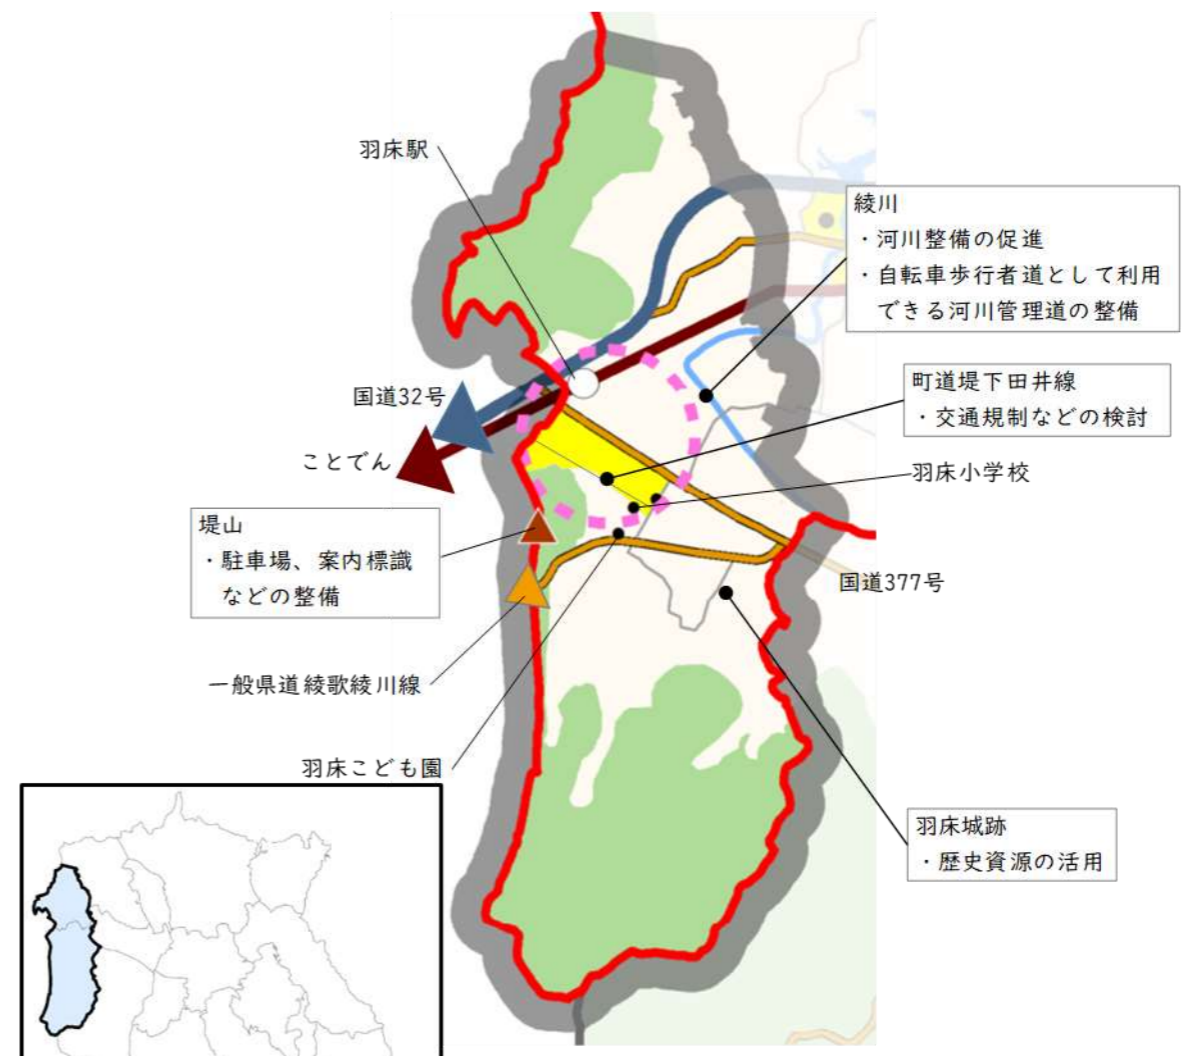 羽床駅
綾川
・河川整備の促進
・自転車歩行者道として利用
できる河川管理道の整備
国道32号
町道堤下田井線
・交通規制などの検討
ことでん
羽床小学校
堤山
・駐車場、案内標識
などの整備
国道377号
一般県道綾歌綾川線
羽床こども園
羽床城跡
・歴史資源の活用